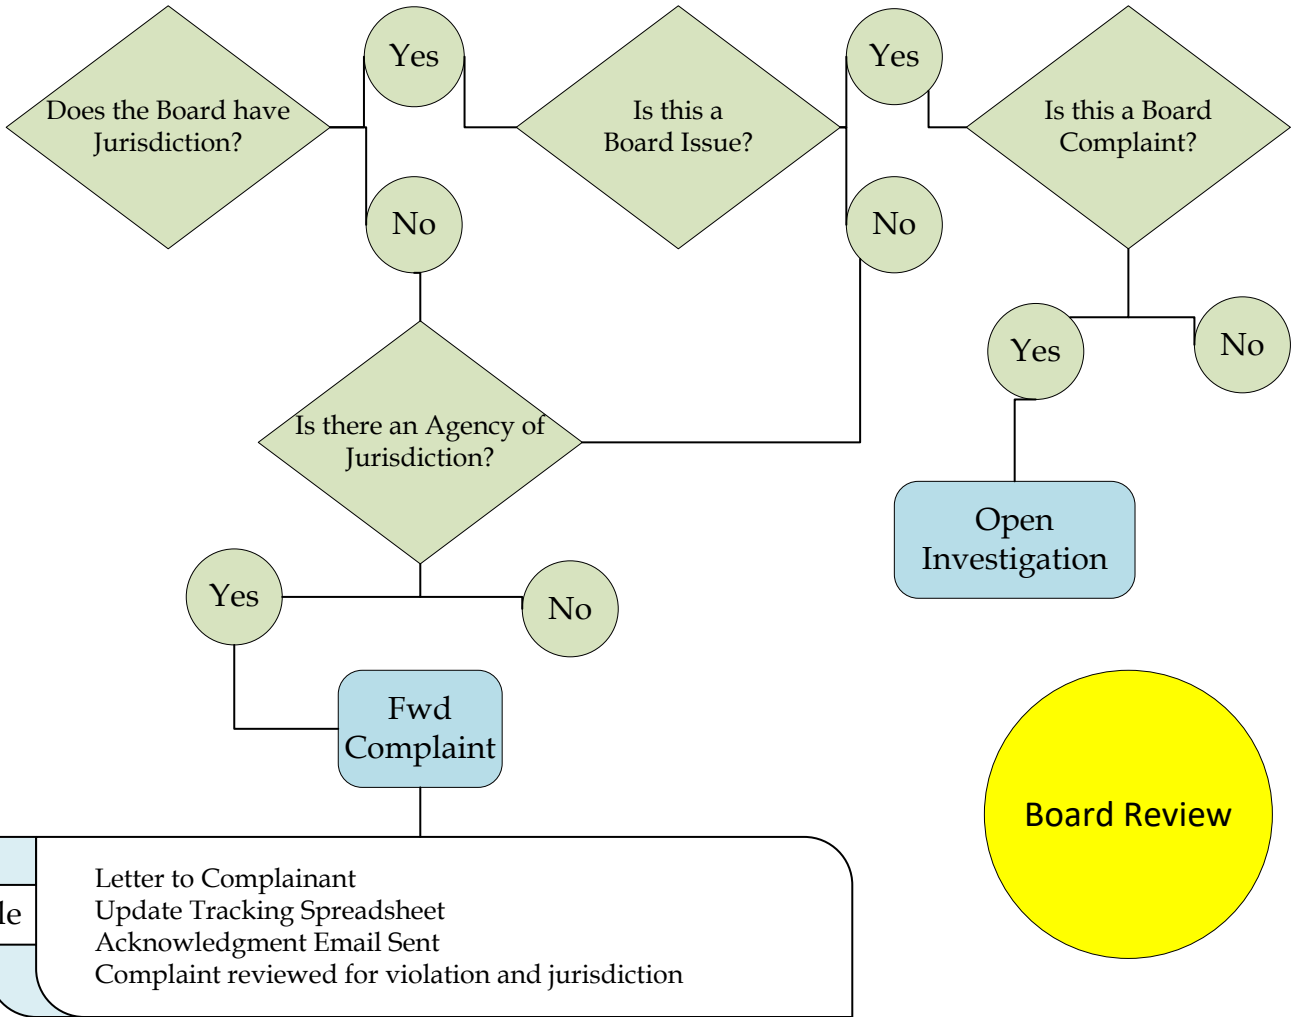 Does the Board have
Jurisdiction?
Yes
No
Is this a
Board Issue?
Yes
No
Is this a Board
Complaint?
Yes
No
Is there an Agency of
Jurisdiction?
Open
Investigation
Yes
No
Fwd
Complaint
Board Review
Letter to Complainant
Update Tracking Spreadsheet
Acknowledgment Email Sent
Complaint reviewed for violation and jurisdiction